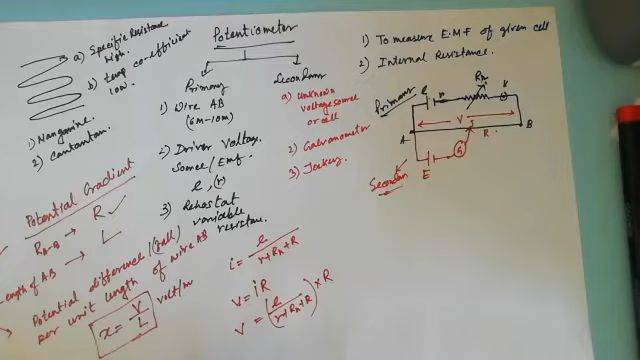 Potentiometer
a) Specific Resistance
High.
b) temp co-efficient
low.
1) Manganine.
2) Constantan.
Primary
1) Wire AB
(6M-10M)
2) Driver Voltage
Source/Emf.
e, (r)
3) Rehostat
variable
resistance.
Secondary
a) Unknown
voltage source
or cell
2) Galvanometer
3) Jockey.
Potential Gradient
R_A-B → R ✓
Length of AB → L
Potential difference/(fall)
per unit length of wire AB
x = V/L volt/m
i = e/(r+Rh+R)
V = iR
V = (e/(r+Rh+R)) × R
1) To measure E.M.F of given cell
2) Internal Resistance.
Primary
e
r
Rh
K
V
A
B
R
G
E
Secondary